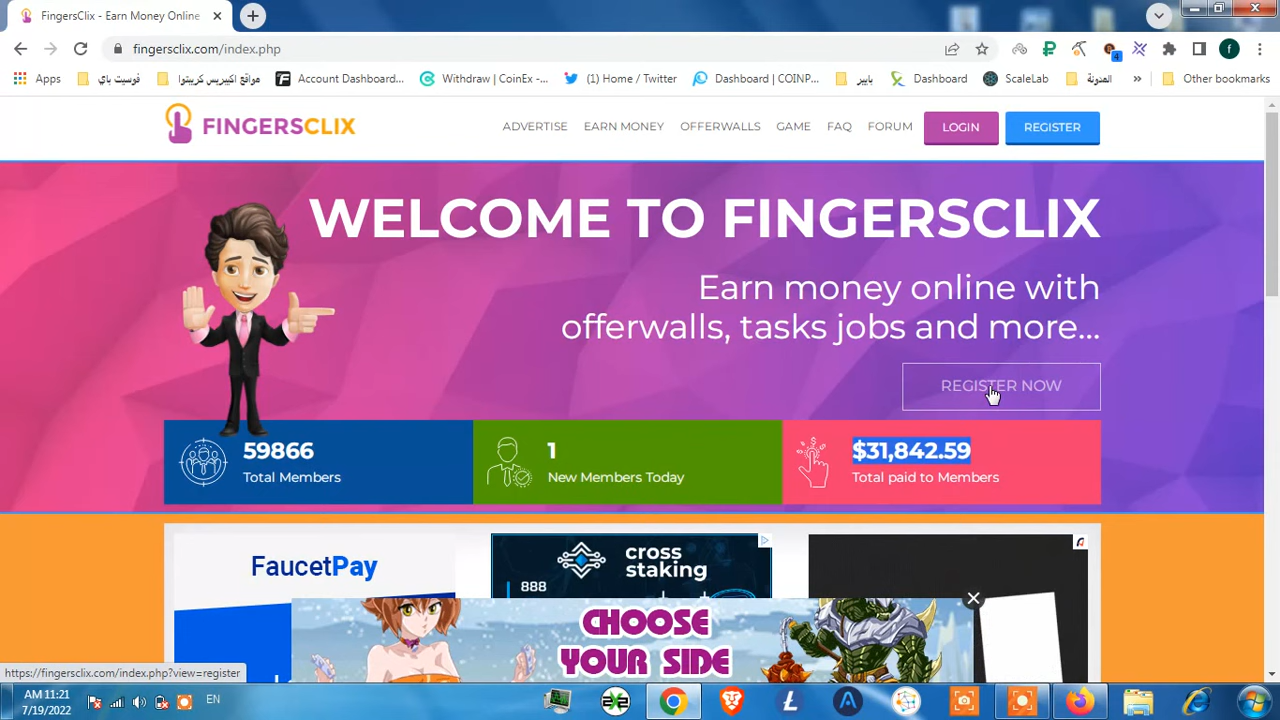 FingersClix - Earn Money Online
fingersclix.com/index.php
Apps
فوسيت باي
مواقع اكسبريس كريبتوا
Account Dashboard...
Withdraw | CoinEx -...
(1) Home / Twitter
Dashboard | COINP...
بايير
Dashboard
ScaleLab
المدونة
»
Other bookmarks
4
f
FINGERSCLIX
ADVERTISE
EARN MONEY
OFFERWALLS
GAME
FAQ
FORUM
LOGIN
REGISTER
WELCOME TO FINGERSCLIX
Earn money online with
offerwalls, tasks jobs and more...
REGISTER NOW
59866
Total Members
1
New Members Today
$31,842.59
Total paid to Members
FaucetPay
cross
staking
888
CHOOSE
YOUR SIDE
https://fingersclix.com/index.php?view=register
AM 11:21
7/19/2022
EN